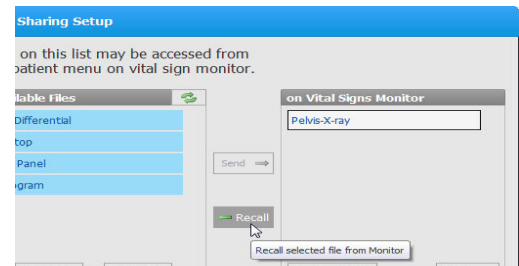 Sharing Setup
on this list may be accessed from
patient menu on vital sign monitor.
lable Files
on Vital Signs Monitor
Differential
Pelvis-X-ray
top
Panel
Send
ogram
Recall
Recall selected file from Monitor